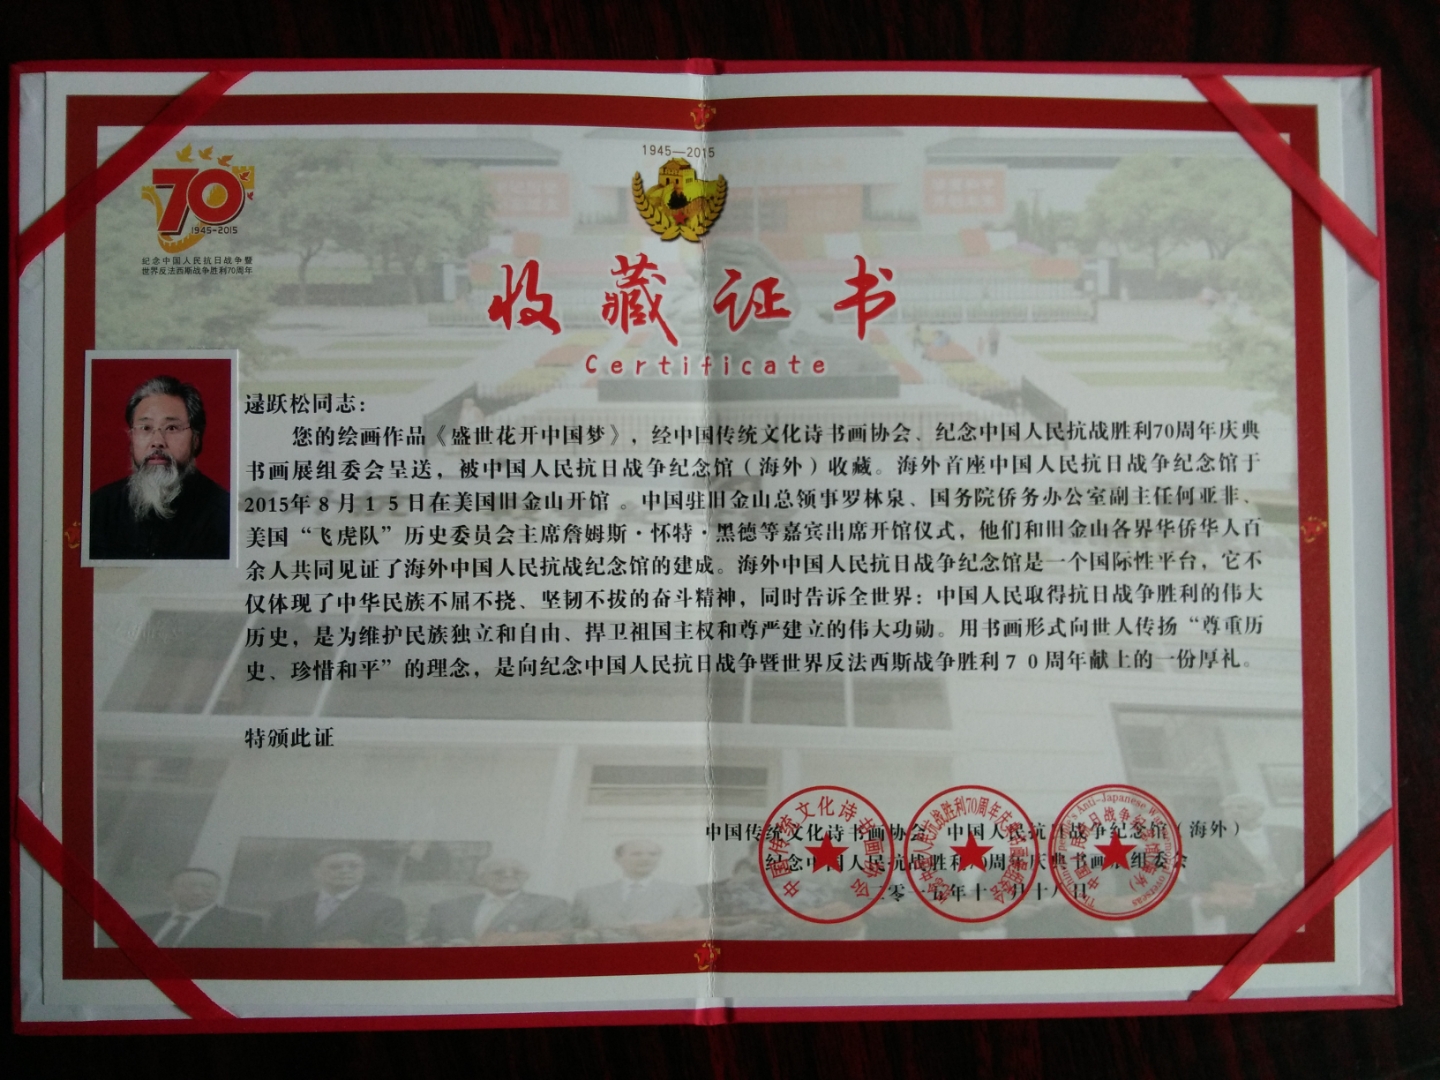 1945—2015
70
1945-2015
纪念中国人民抗日战争暨
世界反法西斯战争胜利70周年
收藏证书
Certificate
逯跃松同志：
您的绘画作品《盛世花开中国梦》，经中国传统文化诗书画协会、纪念中国人民抗战胜利70周年庆典
书画展组委会呈送，被中国人民抗日战争纪念馆（海外）收藏。海外首座中国人民抗日战争纪念馆于
2015年8月15日在美国旧金山开馆 。中国驻旧金山总领事罗林泉、国务院侨务办公室副主任何亚非、
美国“飞虎队”历史委员会主席詹姆斯·怀特·黑德等嘉宾出席开馆仪式，他们和旧金山各界华侨华人百
余人共同见证了海外中国人民抗战纪念馆的建成。海外中国人民抗日战争纪念馆是一个国际性平台，它不
仅体现了中华民族不屈不挠、坚韧不拔的奋斗精神，同时告诉全世界：中国人民取得抗日战争胜利的伟大
历史，是为维护民族独立和自由、捍卫祖国主权和尊严建立的伟大功勋。用书画形式向世人传扬“尊重历
史、珍惜和平”的理念，是向纪念中国人民抗日战争暨世界反法西斯战争胜利70周年献上的一份厚礼。
特颁此证
中国传统文化诗书画协会 中国人民抗日战争纪念馆（海外）
纪念中国人民抗战胜利70周年庆典书画展组委会
二零一五年十二月十八日
中国传统文化诗书画协会